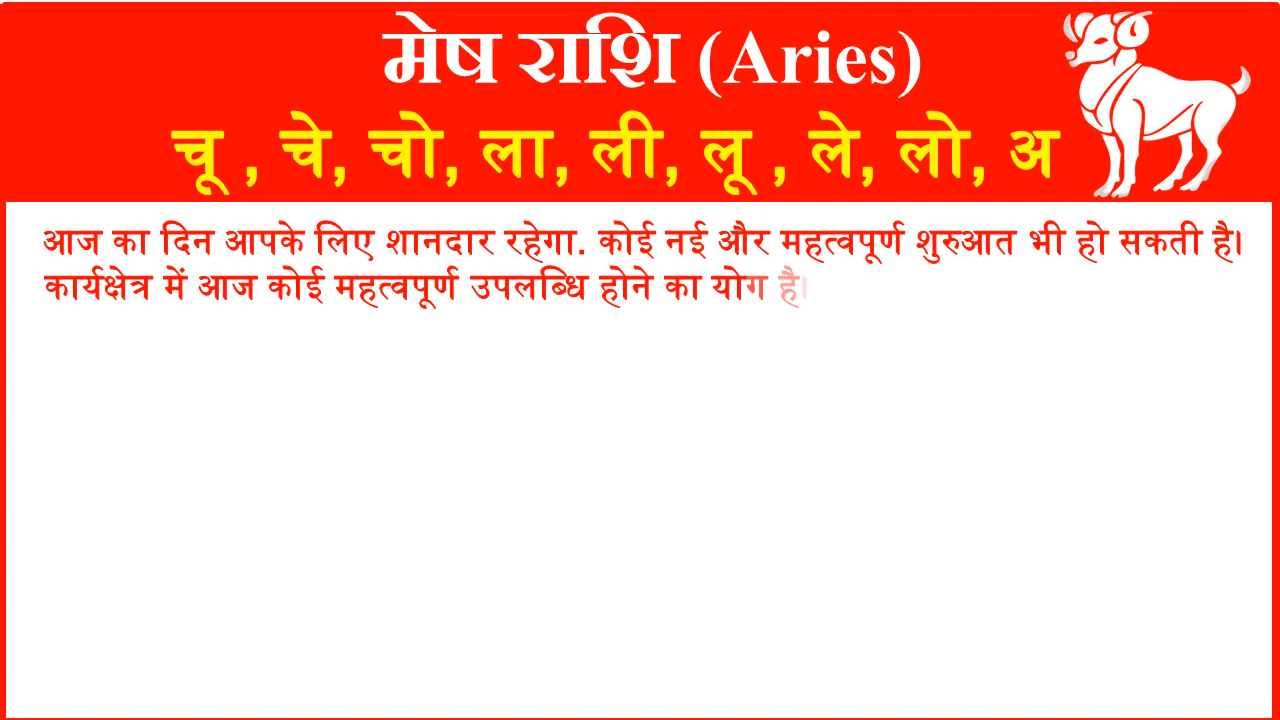 मेष राशि (Aries)
चू , चे, चो, ला, ली, लू , ले, लो, अ
आज का दिन आपके लिए शानदार रहेगा. कोई नई और महत्वपूर्ण शुरुआत भी हो सकती है।
कार्यक्षेत्र में आज कोई महत्वपूर्ण उपलब्धि होने का योग है।